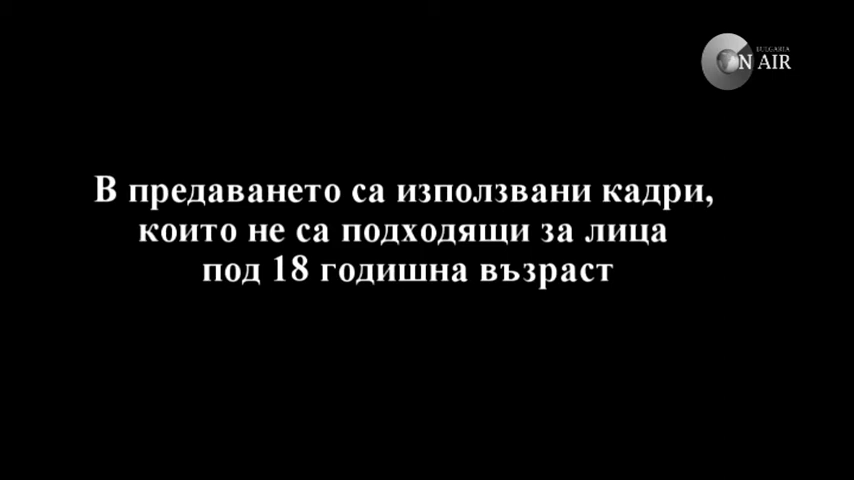 BULGARIA
ON AIR
В предаването са използвани кадри,
които не са подходящи за лица
под 18 годишна възраст